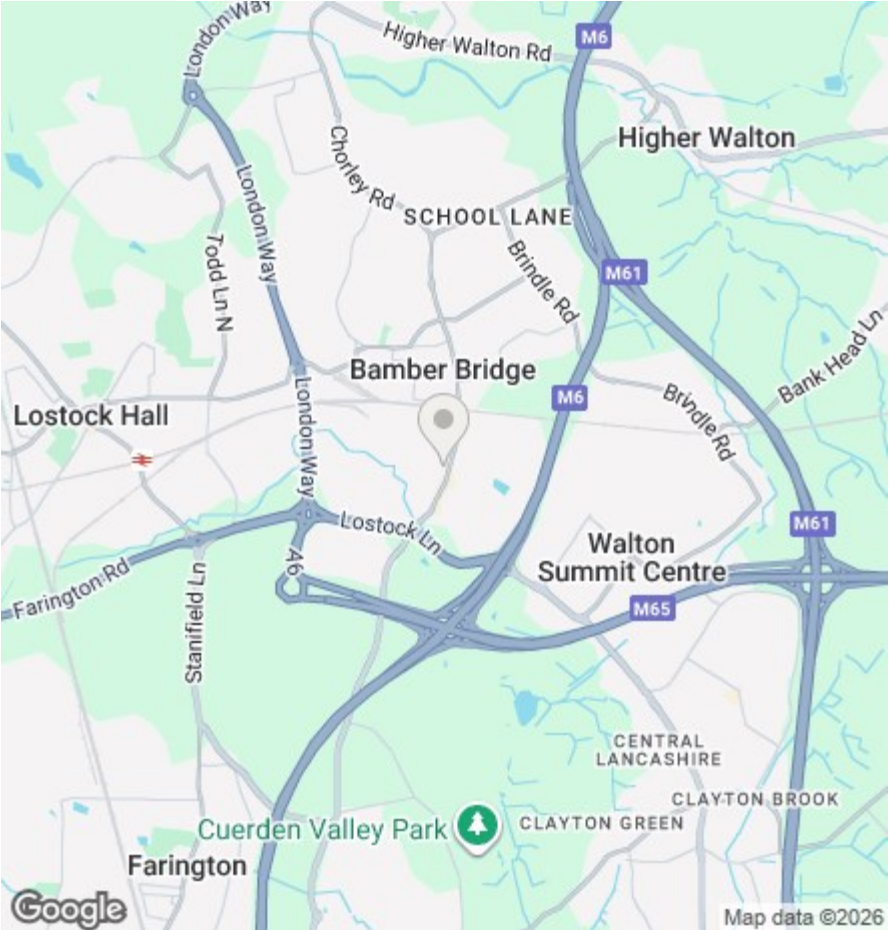 London Way
Higher Walton Rd
M6
Higher Walton
Chorley Rd
SCHOOL LANE
London Way
Todd Ln N
Brindle Rd
M61
Bank Head Ln
Bamber Bridge
M6
Brindle Rd
Lostock Hall
London Way
Lostock Ln
M61
Walton
Summit Centre
A6
Farington Rd
Stanifield Ln
M65
CENTRAL
LANCASHIRE
CLAYTON BROOK
Cuerden Valley Park
CLAYTON GREEN
Farington
Google
Map data ©2026